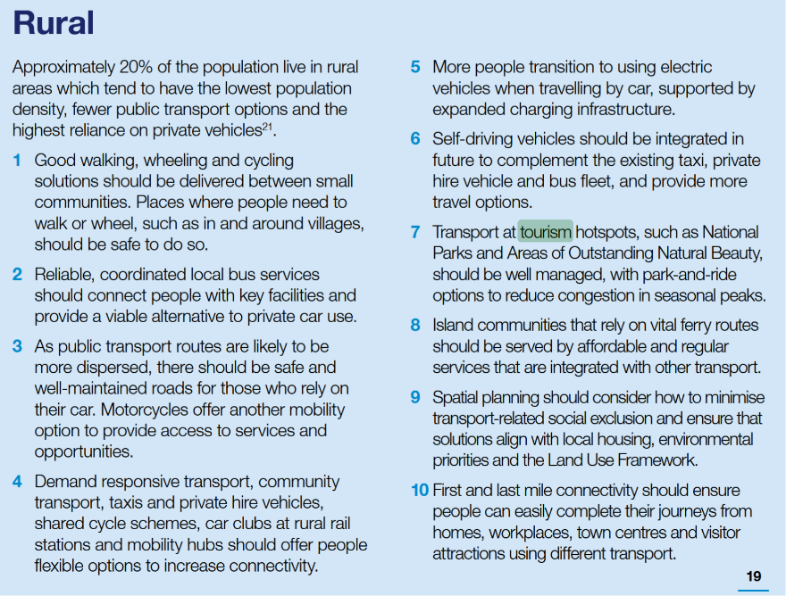 Rural
Approximately 20% of the population live in rural
areas which tend to have the lowest population
density, fewer public transport options and the
highest reliance on private vehicles²¹.
1 Good walking, wheeling and cycling
solutions should be delivered between small
communities. Places where people need to
walk or wheel, such as in and around villages,
should be safe to do so.
2 Reliable, coordinated local bus services
should connect people with key facilities and
provide a viable alternative to private car use.
3 As public transport routes are likely to be
more dispersed, there should be safe and
well-maintained roads for those who rely on
their car. Motorcycles offer another mobility
option to provide access to services and
opportunities.
4 Demand responsive transport, community
transport, taxis and private hire vehicles,
shared cycle schemes, car clubs at rural rail
stations and mobility hubs should offer people
flexible options to increase connectivity.
5 More people transition to using electric
vehicles when travelling by car, supported by
expanded charging infrastructure.
6 Self-driving vehicles should be integrated in
future to complement the existing taxi, private
hire vehicle and bus fleet, and provide more
travel options.
7 Transport at tourism hotspots, such as National
Parks and Areas of Outstanding Natural Beauty,
should be well managed, with park-and-ride
options to reduce congestion in seasonal peaks.
8 Island communities that rely on vital ferry routes
should be served by affordable and regular
services that are integrated with other transport.
9 Spatial planning should consider how to minimise
transport-related social exclusion and ensure that
solutions align with local housing, environmental
priorities and the Land Use Framework.
10 First and last mile connectivity should ensure
people can easily complete their journeys from
homes, workplaces, town centres and visitor
attractions using different transport.
19